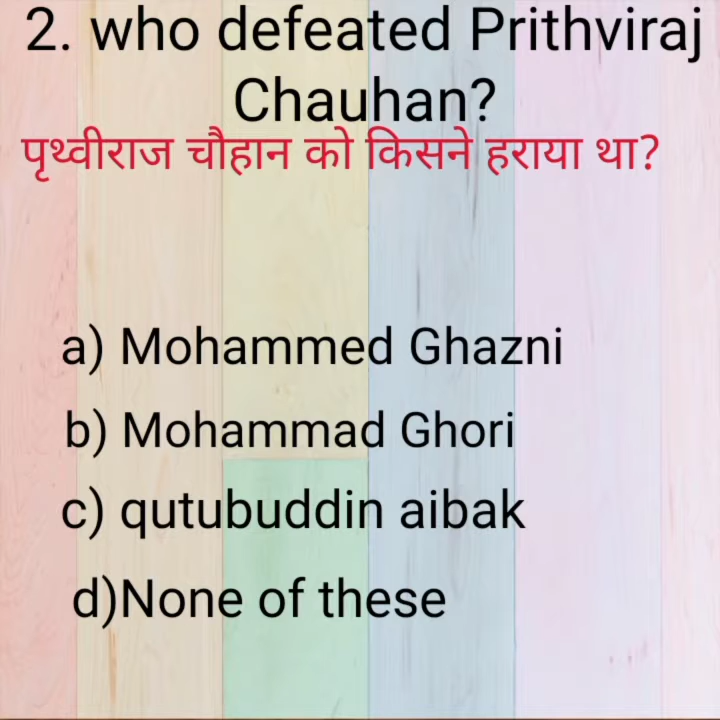 2. who defeated Prithviraj
Chauhan?
पृथ्वीराज चौहान को किसने हराया था?
a) Mohammed Ghazni
b) Mohammad Ghori
c) qutubuddin aibak
d)None of these